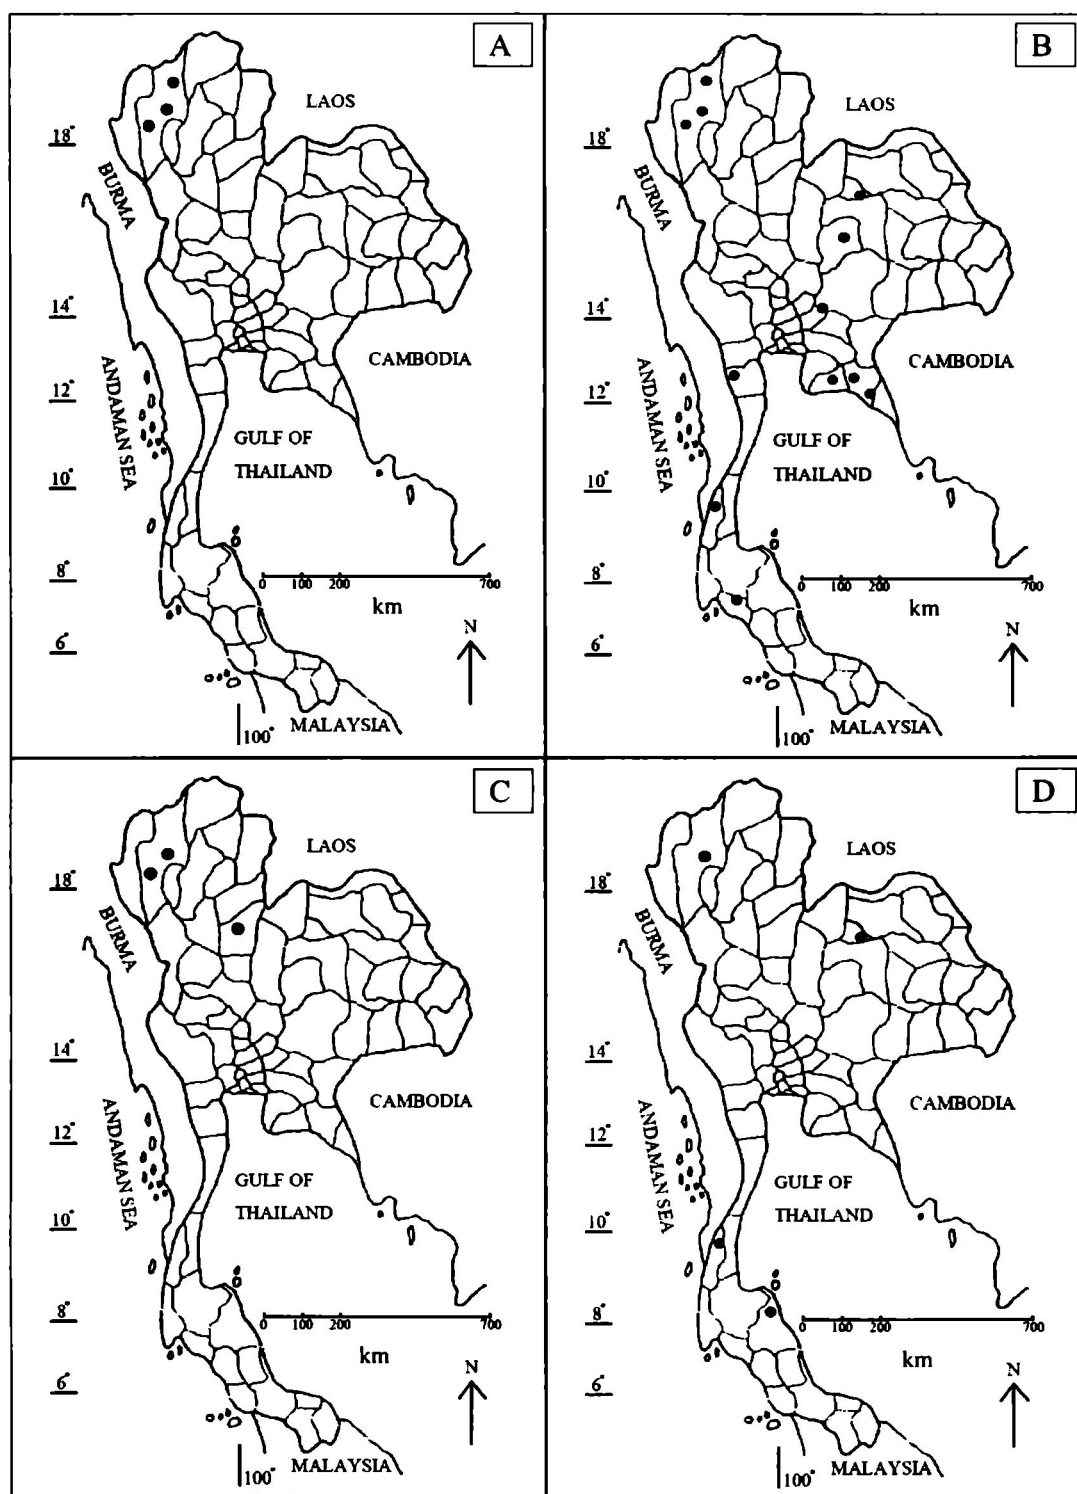 A
LAOS
18°
BURMA
14°
CAMBODIA
ANDAMAN SEA
12°
GULF OF
THAILAND
10°
8°
0 100 200 700
km
6°
N
MALAYSIA
100°
B
LAOS
18°
BURMA
14°
CAMBODIA
ANDAMAN SEA
12°
GULF OF
THAILAND
10°
8°
0 100 200 700
km
6°
N
MALAYSIA
100°
C
LAOS
18°
BURMA
14°
CAMBODIA
ANDAMAN SEA
12°
GULF OF
THAILAND
10°
8°
0 100 200 700
km
6°
N
MALAYSIA
100°
D
LAOS
18°
BURMA
14°
CAMBODIA
ANDAMAN SEA
12°
GULF OF
THAILAND
10°
8°
0 100 200 700
km
6°
N
MALAYSIA
100°